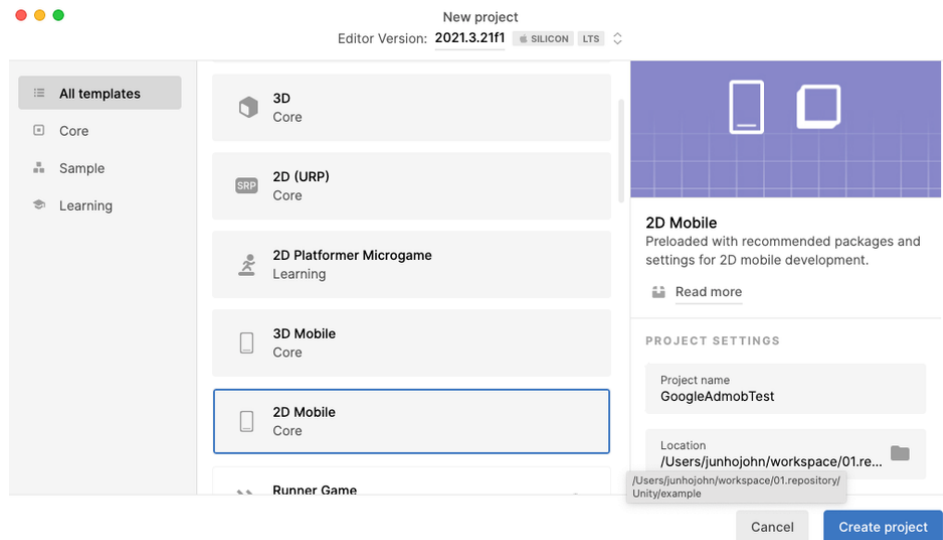 New project
Editor Version: 2021.3.21f1 SILICON LTS
All templates
Core
Sample
Learning
3D
Core
SRP
2D (URP)
Core
2D Platformer Microgame
Learning
3D Mobile
Core
2D Mobile
Core
Runner Game
2D Mobile
Preloaded with recommended packages and
settings for 2D mobile development.
Read more
PROJECT SETTINGS
Project name
GoogleAdmobTest
Location
/Users/junhojohn/workspace/01.re...
/Users/junhojohn/workspace/01.repository/
Unity/example
Cancel
Create project